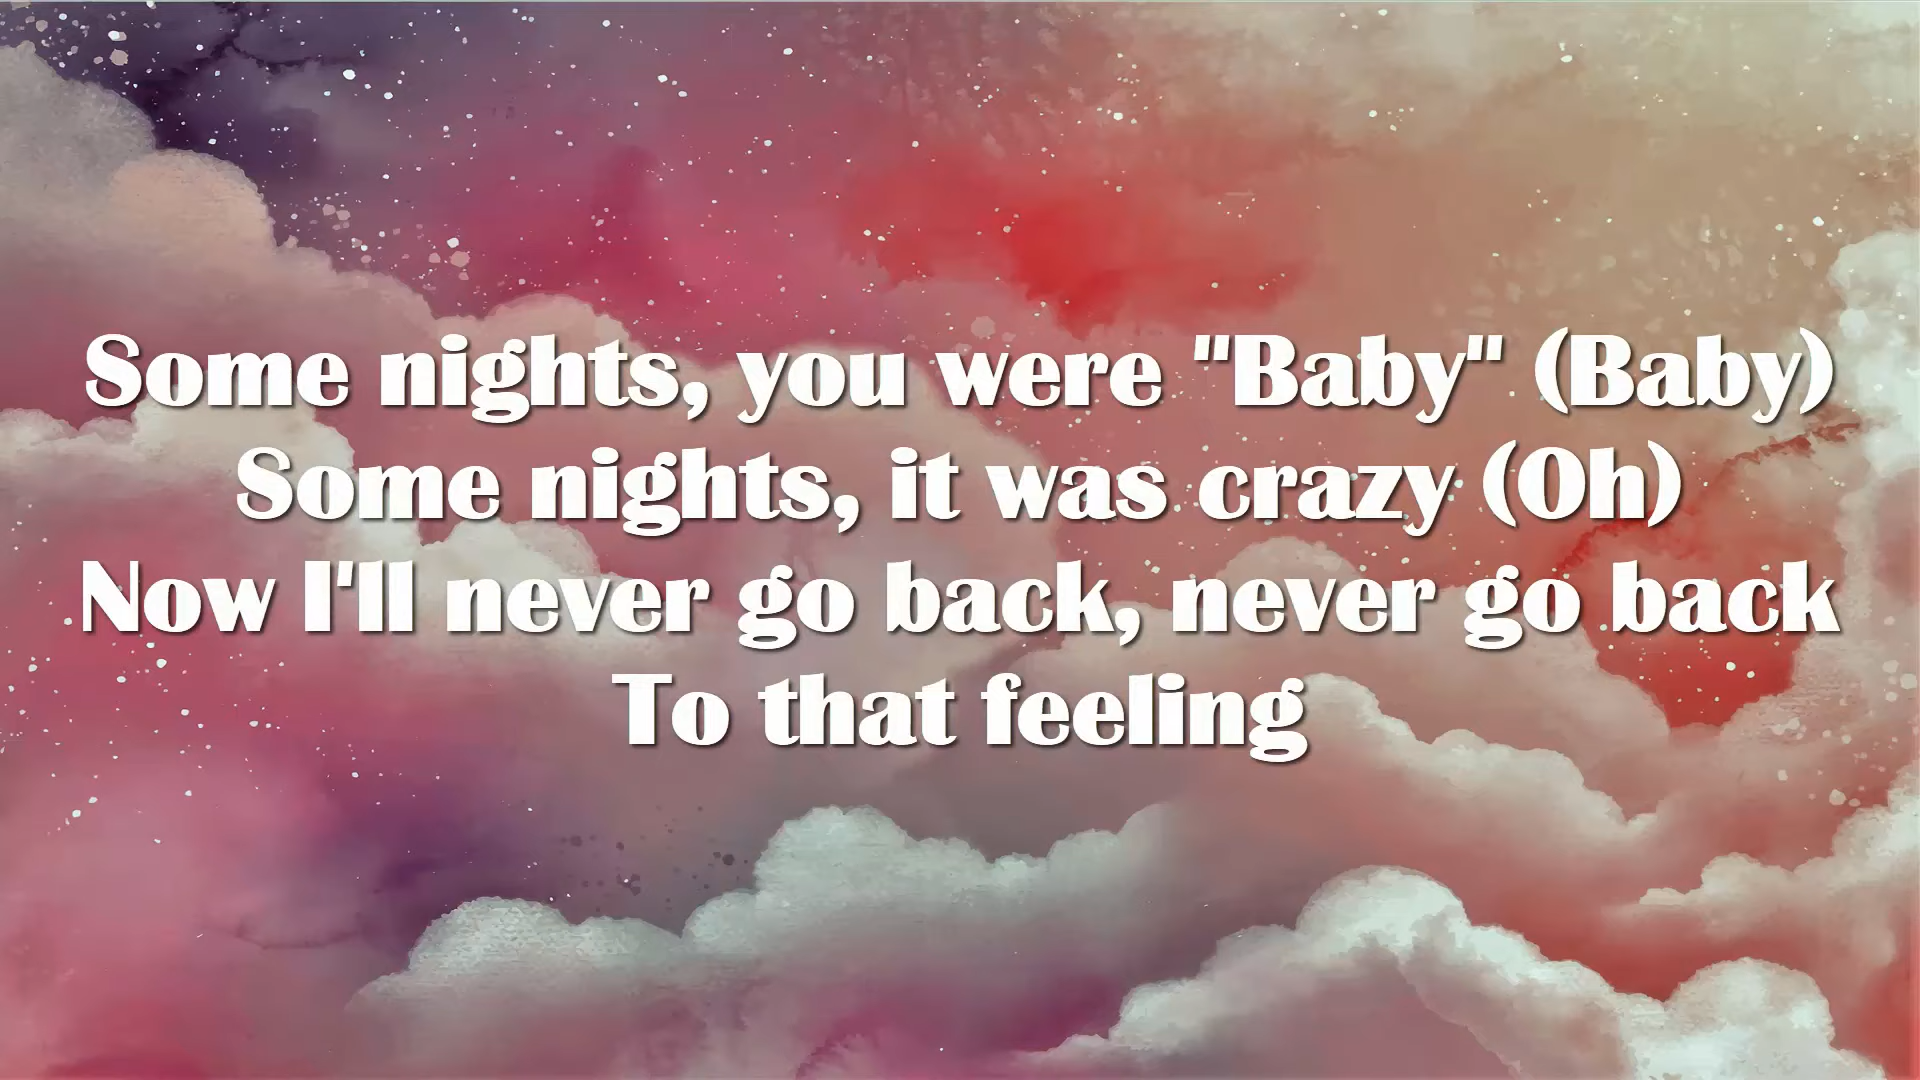 Some nights, you were "Baby" (Baby)
Some nights, it was crazy (Oh)
Now I'll never go back, never go back
To that feeling